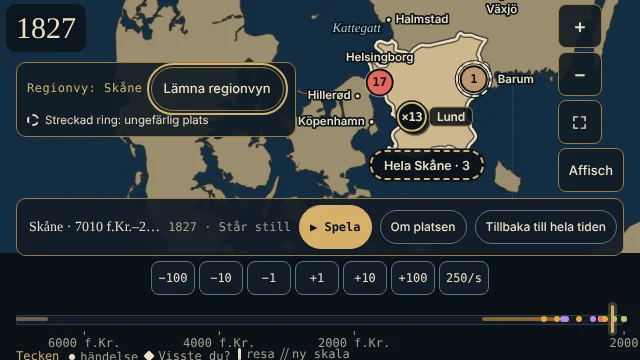 1827
Växjö
Halmstad
Kattegatt
+
Helsingborg
Regionvy: Skåne
Lämna regionvyn
17
1
Barum
−
Hillerød
Streckad ring: ungefärlig plats
Köpenhamn
×13
Lund
Hela Skåne · 3
Affisch
Skåne · 7010 f.Kr.–2…
1827 · Står still
▶ Spela
Om platsen
Tillbaka till hela tiden
−100
−10
−1
+1
+10
+100
250/s
6000 f.Kr.
4000 f.Kr.
2000 f.Kr.
2000
Tecken
händelse
Visste du?
resa
// ny skala